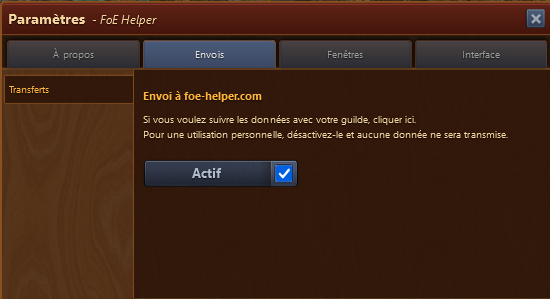 Paramètres - FoE Helper
À propos
Envois
Fenêtres
Interface
Transferts
Envoi à foe-helper.com
Si vous voulez suivre les données avec votre guilde, cliquer ici.
Pour une utilisation personnelle, désactivez-le et aucune donnée ne sera transmise.
Actif